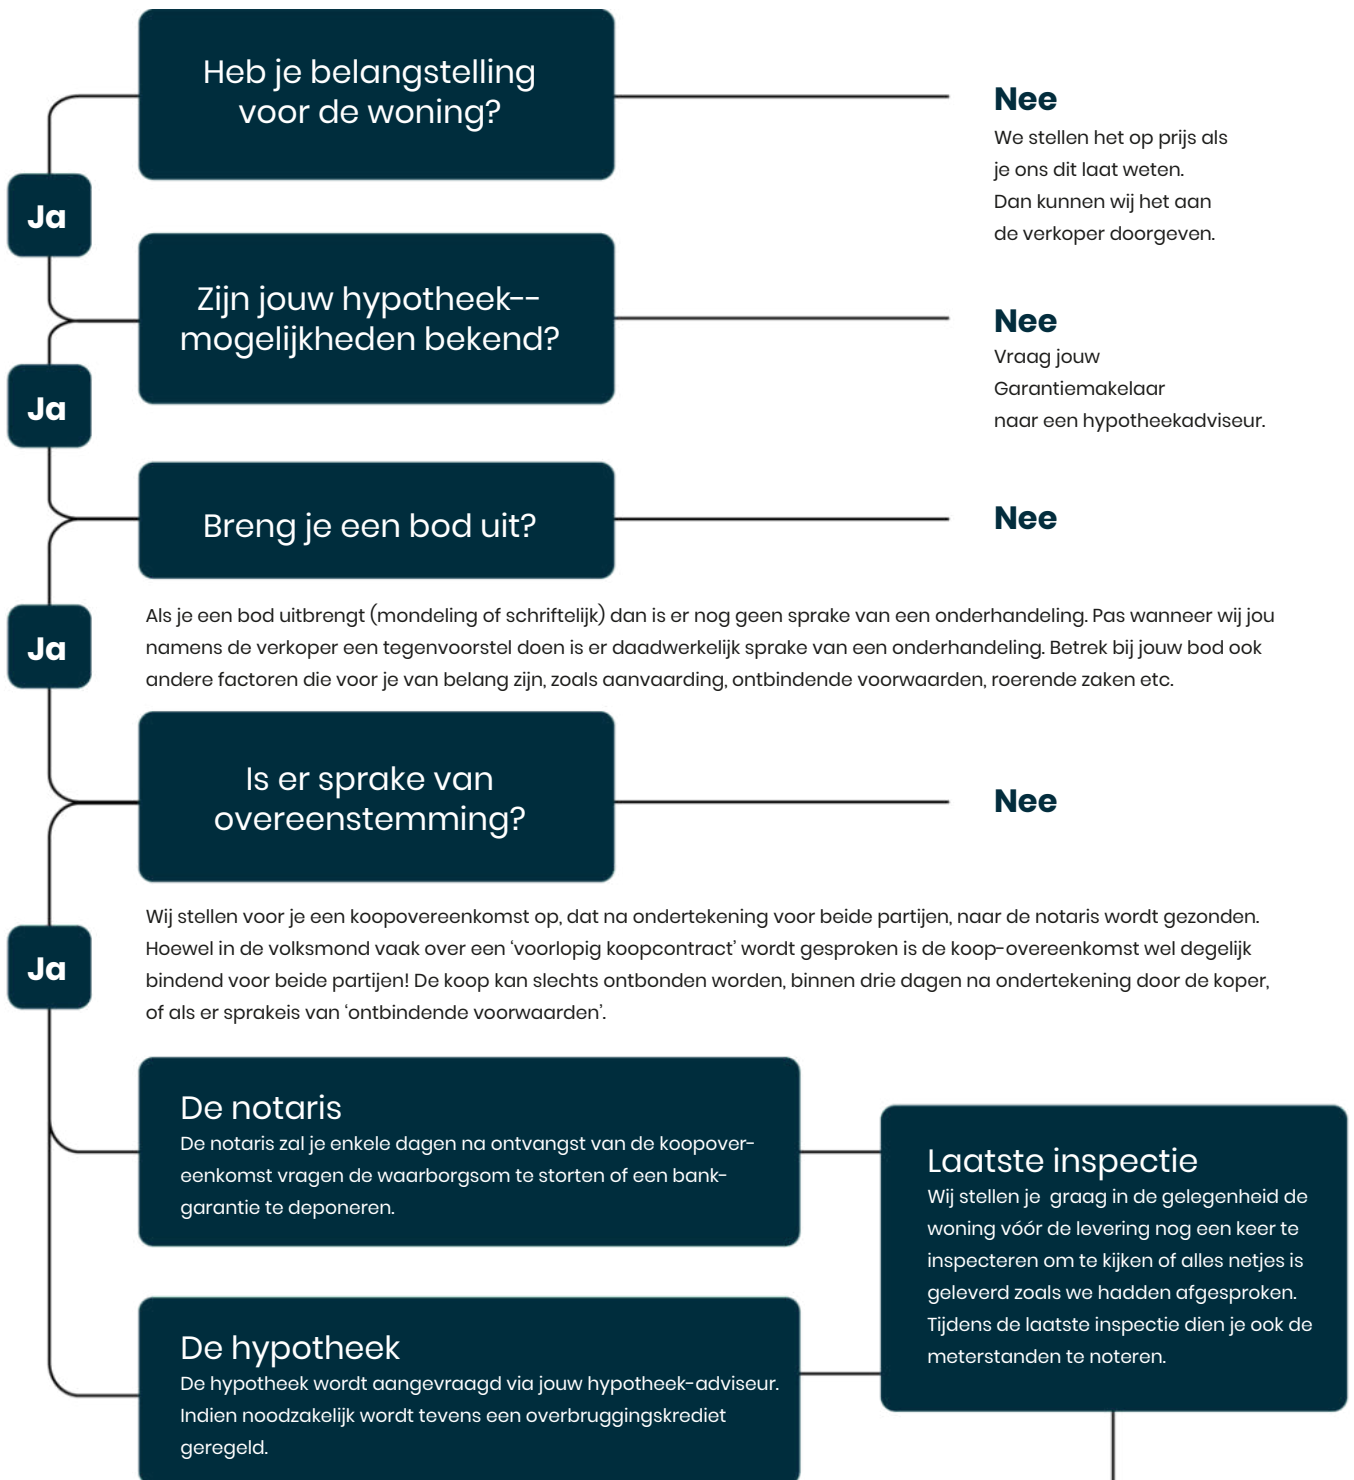 Heb je belangstelling
voor de woning?
Nee
We stellen het op prijs als
je ons dit laat weten.
Dan kunnen wij het aan
de verkoper doorgeven.
Ja
Zijn jouw hypotheek--
mogelijkheden bekend?
Nee
Vraag jouw
Garantiemakelaar
naar een hypotheekadviseur.
Ja
Breng je een bod uit?
Nee
Als je een bod uitbrengt (mondeling of schriftelijk) dan is er nog geen sprake van een onderhandeling. Pas wanneer wij jou
namens de verkoper een tegenvoorstel doen is er daadwerkelijk sprake van een onderhandeling. Betrek bij jouw bod ook
andere factoren die voor je van belang zijn, zoals aanvaarding, ontbindende voorwaarden, roerende zaken etc.
Ja
Is er sprake van
overeenstemming?
Nee
Wij stellen voor je een koopovereenkomst op, dat na ondertekening voor beide partijen, naar de notaris wordt gezonden.
Hoewel in de volksmond vaak over een ‘voorlopig koopcontract’ wordt gesproken is de koop-overeenkomst wel degelijk
bindend voor beide partijen! De koop kan slechts ontbonden worden, binnen drie dagen na ondertekening door de koper,
of als er sprakeis van ‘ontbindende voorwaarden’.
Ja
De notaris
De notaris zal je enkele dagen na ontvangst van de koopover-
eenkomst vragen de waarborgsom te storten of een bank-
garantie te deponeren.
Laatste inspectie
Wij stellen je graag in de gelegenheid de
woning vóór de levering nog een keer te
inspecteren om te kijken of alles netjes is
geleverd zoals we hadden afgesproken.
Tijdens de laatste inspectie dien je ook de
meterstanden te noteren.
De hypotheek
De hypotheek wordt aangevraagd via jouw hypotheek-adviseur.
Indien noodzakelijk wordt tevens een overbruggingskrediet
geregeld.